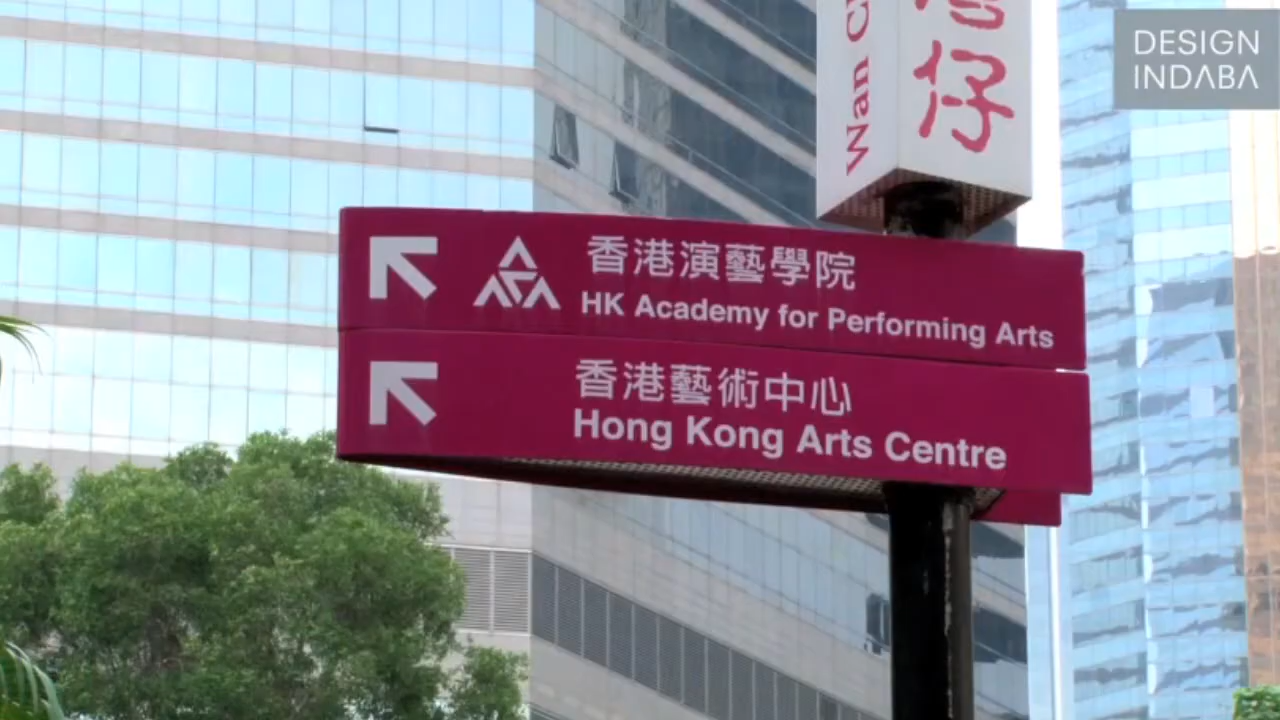 DESIGN
INDABA
Wan
仔
香港演藝學院
HK Academy for Performing Arts
香港藝術中心
Hong Kong Arts Centre